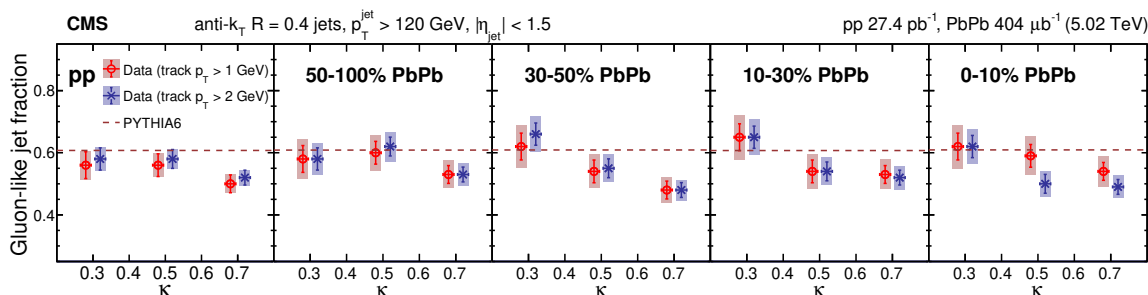 CMS anti-k_T R = 0.4 jets, p_T^jet > 120 GeV, |η_jet| < 1.5 pp 27.4 pb⁻¹, PbPb 404 μb⁻¹ (5.02 TeV)
Gluon-like jet fraction
0.8
0.6
0.4
pp
Data (track p_T > 1 GeV)
Data (track p_T > 2 GeV)
PYTHIA6
50-100% PbPb
30-50% PbPb
10-30% PbPb
0-10% PbPb
0.3 0.4 0.5 0.6 0.7 0.3 0.4 0.5 0.6 0.7 0.3 0.4 0.5 0.6 0.7 0.3 0.4 0.5 0.6 0.7 0.3 0.4 0.5 0.6 0.7
κ κ κ κ κ